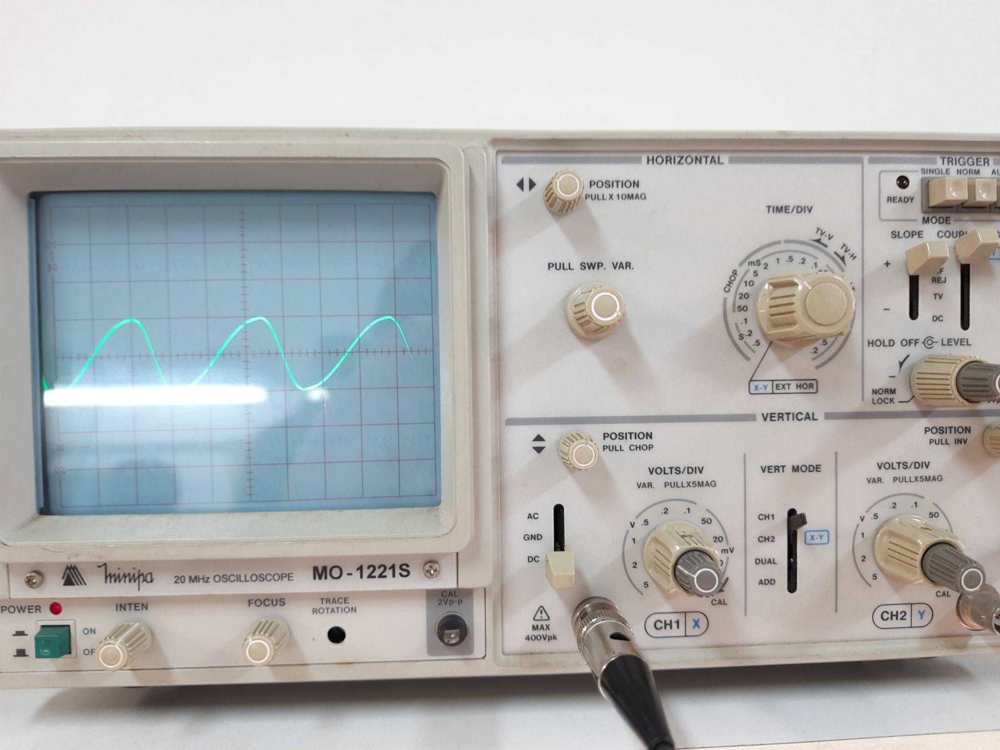 HORIZONTAL
TRIGGER
SINGLE NORM
POSITION
PULL X 10MAG
READY
TIME/DIV
MODE
TV-V
TV-H
SLOPE
100
90
PULL SWP. VAR.
CHOP
mS
5 2 1 .5 .2 .1
10
20
50
.1
S .2
.5
.5
.2
+
REJ
TV
−
DC
HOLD OFF LEVEL
X-Y EXT HOR
−
NORM
LOCK
VERTICAL
10
0%
POSITION
PULL CHOP
POSITION
PULL INV
VOLTS/DIV
VAR. PULLX5MAG
VERT MODE
VOLTS/DIV
VAR. PULLX5MAG
AC
GND
DC
V .5 .2 .1 50
1
2
5
20
mV
CAL
CH1
CH2
X-Y
DUAL
ADD
V .5 .2 .1 50
1
2
5
CAL
minipa 20 MHz OSCILLOSCOPE MO-1221S
POWER
INTEN
FOCUS
TRACE
ROTATION
CAL
2Vp-p
ON
MAX
400Vpk
CH1 X
CH2 Y